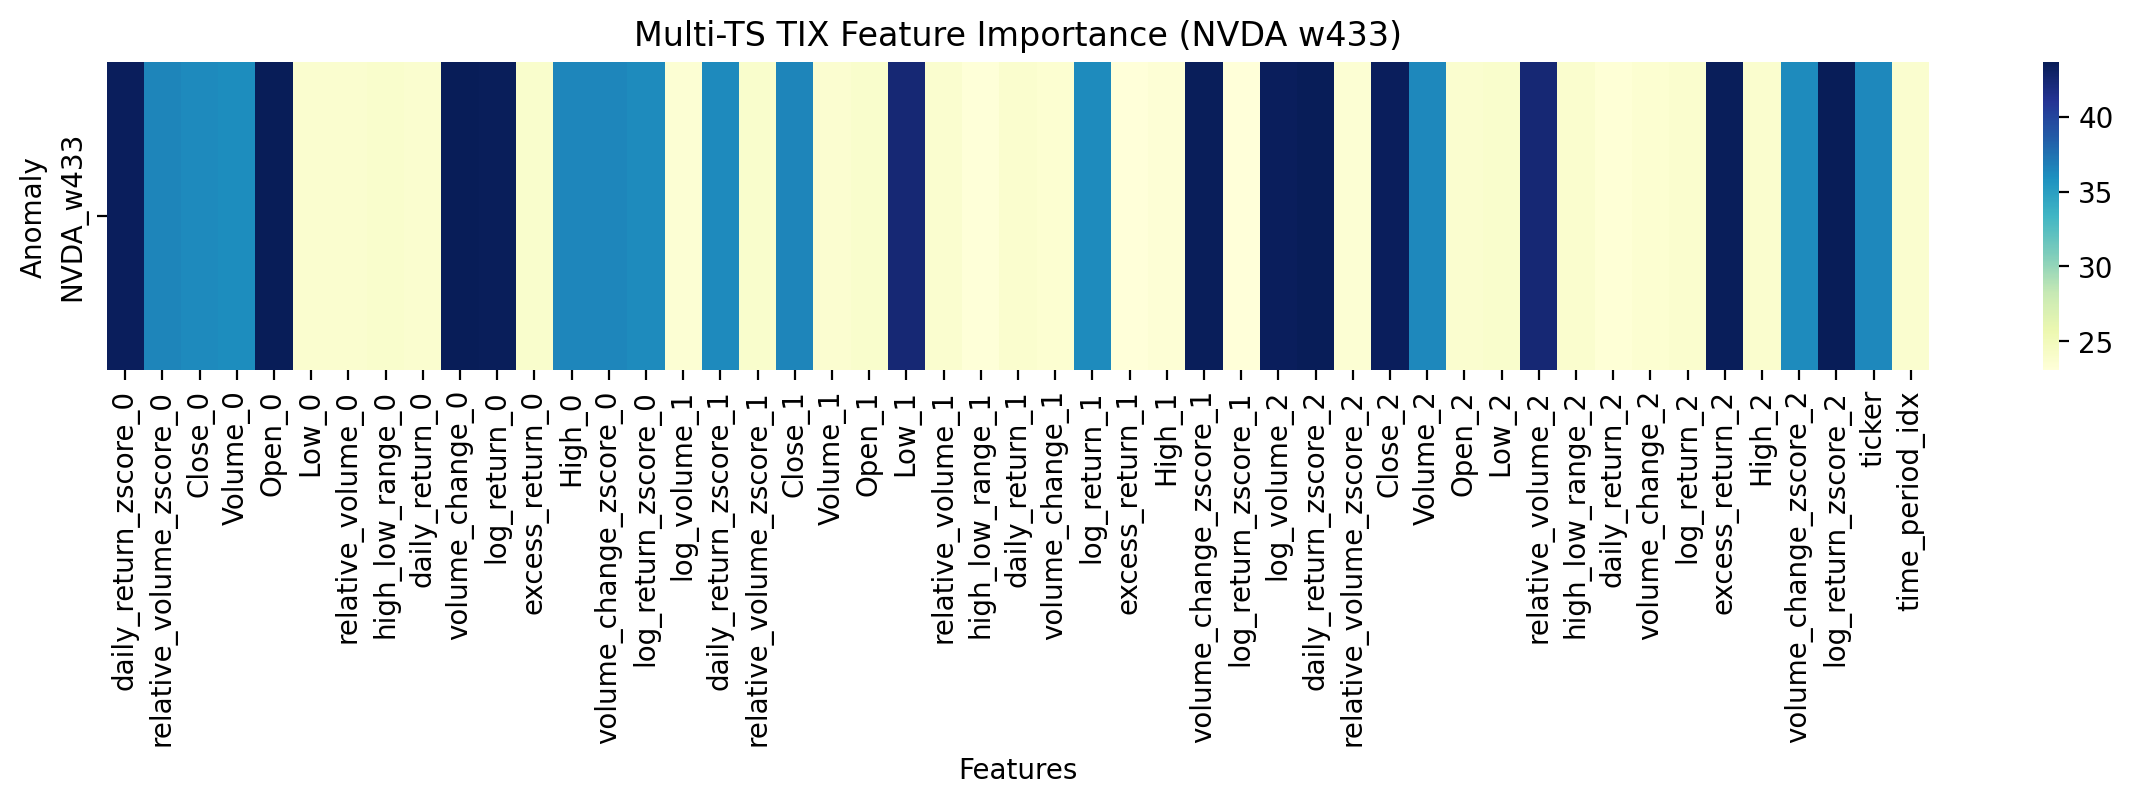 Multi-TS TIX Feature Importance (NVDA w433)
Anomaly
NVDA_w433
40
35
30
25
daily_return_zscore_0
relative_volume_zscore_0
Close_0
Volume_0
Open_0
Low_0
relative_volume_0
high_low_range_0
daily_return_0
volume_change_0
log_return_0
excess_return_0
High_0
volume_change_zscore_0
log_return_zscore_0
log_volume_1
daily_return_zscore_1
relative_volume_zscore_1
Close_1
Volume_1
Open_1
Low_1
relative_volume_1
high_low_range_1
daily_return_1
volume_change_1
log_return_1
excess_return_1
High_1
volume_change_zscore_1
log_return_zscore_1
log_volume_2
daily_return_zscore_2
relative_volume_zscore_2
Close_2
Volume_2
Open_2
Low_2
relative_volume_2
high_low_range_2
daily_return_2
volume_change_2
log_return_2
excess_return_2
High_2
volume_change_zscore_2
log_return_zscore_2
ticker
time_period_idx
Features